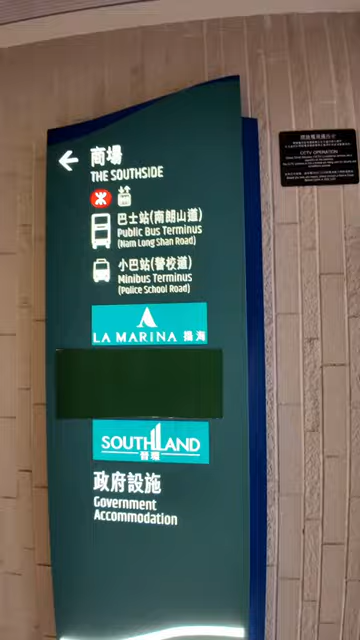 商場
THE SOUTHSIDE
巴士站(南朗山道)
Public Bus Terminus
(Nam Long Shan Road)
小巴站(警校道)
Minibus Terminus
(Police School Road)
LA MARINA 揚海
SOUTHLAND
晉環
政府設施
Government
Accommodation
CCTV OPERATION